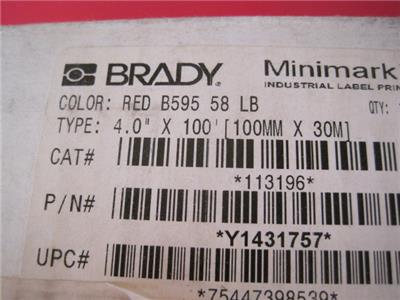 BRADY. Minimark
INDUSTRIAL LABEL PRIN
COLOR: RED B595 58 LB QTY:
TYPE: 4.0" X 100'[100MM X 30M]
CAT#
*113196*
P/N#
*Y1431757*
UPC#
*75447398539*